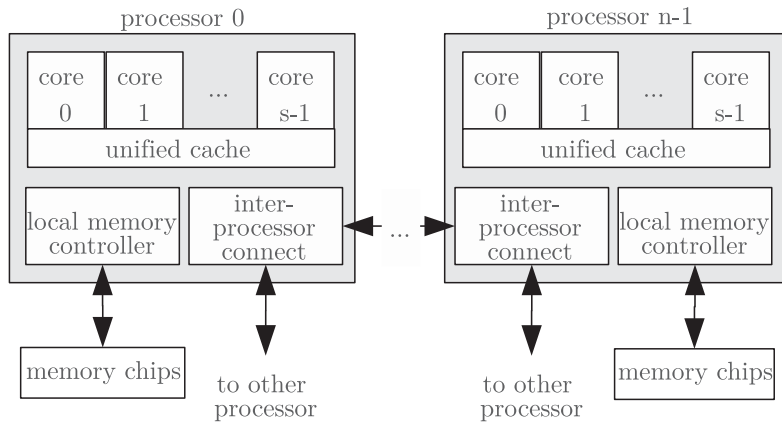 processor 0
core
0
core
1
...
core
s-1
unified cache
local memory
controller
inter-
processor
connect
memory chips
to other
processor
...
processor n-1
core
0
core
1
...
core
s-1
unified cache
inter-
processor
connect
local memory
controller
to other
processor
memory chips